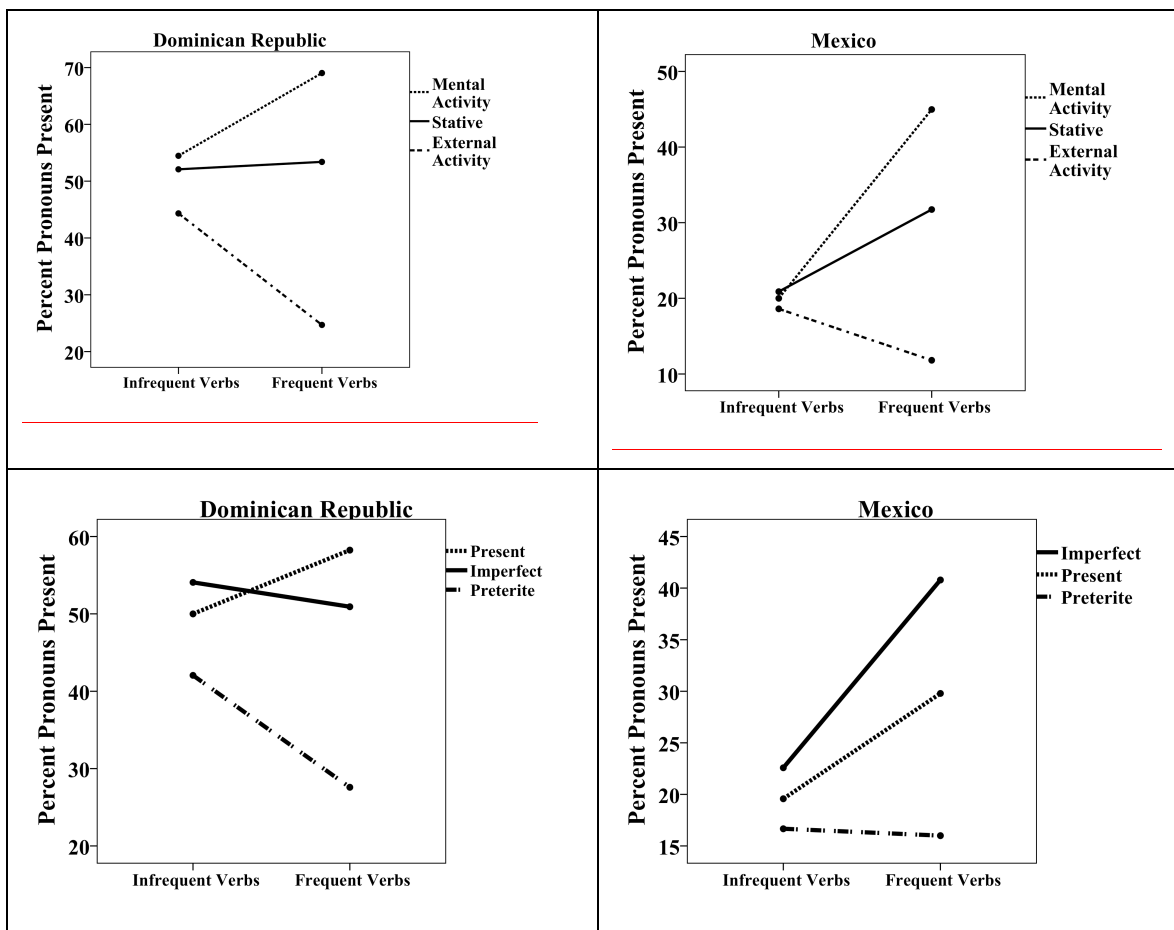 Dominican Republic
Percent Pronouns Present
70
60
50
40
30
20
Infrequent Verbs Frequent Verbs
Mental
Activity
Stative
External
Activity
Mexico
Percent Pronouns Present
50
40
30
20
10
Infrequent Verbs Frequent Verbs
Mental
Activity
Stative
External
Activity
Dominican Republic
Percent Pronouns Present
60
50
40
30
20
Infrequent Verbs Frequent Verbs
Present
Imperfect
Preterite
Mexico
Percent Pronouns Present
45
40
35
30
25
20
15
Infrequent Verbs Frequent Verbs
Imperfect
Present
Preterite